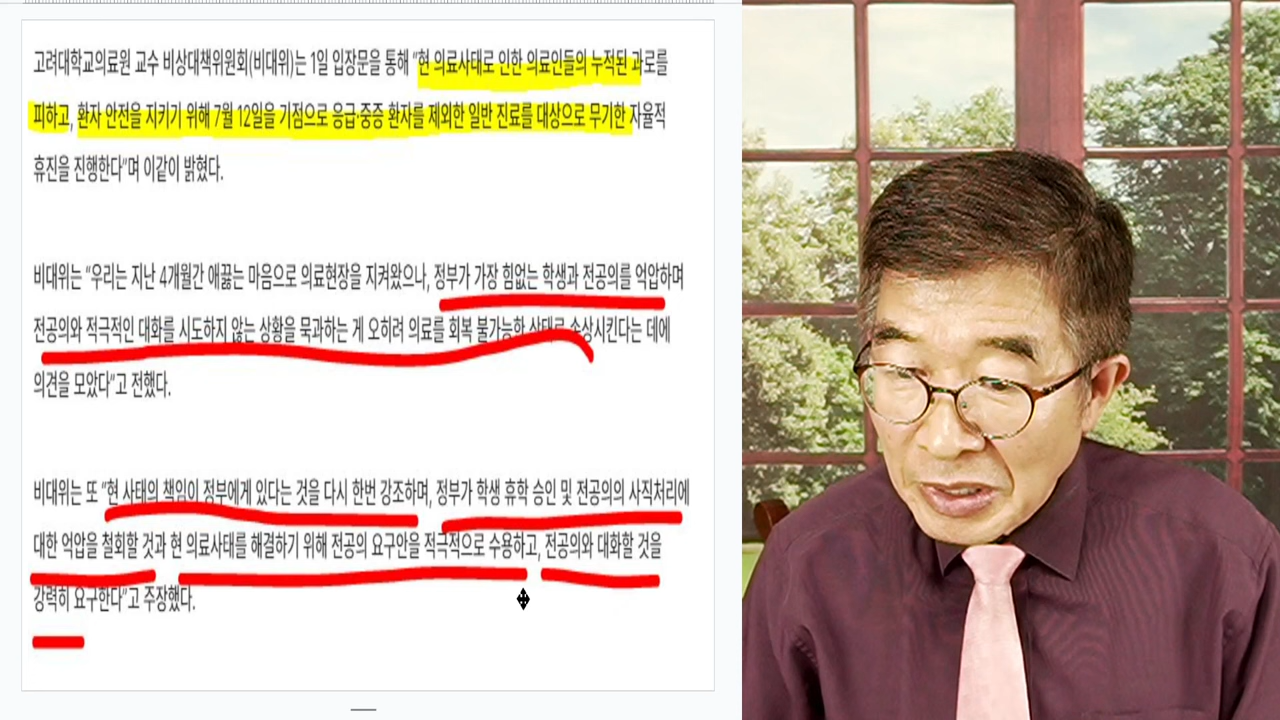 고려대학교의료원 교수 비상대책위원회(비대위)는 1일 입장문을 통해 “현 의료사태로 인한 의료인들의 누적된 과로를
피하고, 환자 안전을 지키기 위해 7월 12일을 기점으로 응급·중증 환자를 제외한 일반 진료를 대상으로 무기한 자율적
휴진을 진행한다”며 이같이 밝혔다.
비대위는 “우리는 지난 4개월간 애끓는 마음으로 의료현장을 지켜왔으나, 정부가 가장 힘없는 학생과 전공의를 억압하며
전공의와 적극적인 대화를 시도하지 않는 상황을 묵과하는 게 오히려 의료를 회복 불가능한 상태로 손상시킨다는 데에
의견을 모았다”고 전했다.
비대위는 또 “현 사태의 책임이 정부에게 있다는 것을 다시 한번 강조하며, 정부가 학생 휴학 승인 및 전공의의 사직처리에
대한 억압을 철회할 것과 현 의료사태를 해결하기 위해 전공의 요구안을 적극적으로 수용하고, 전공의와 대화할 것을
강력히 요구한다”고 주장했다.